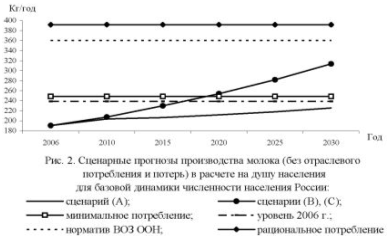 Кг/год
400
380
360
340
320
300
280
260
240
220
200
180
2006 2010 2015 2020 2025 2030
Год
Рис. 2. Сценарные прогнозы производства молока (без отраслевого
потребления и потерь) в расчете на душу населения
для базовой динамики численности населения России:
сценарий (А); сценарии (В), (С);
минимальное потребление; уровень 2006 г.;
норматив ВОЗ ООН; рациональное потребление